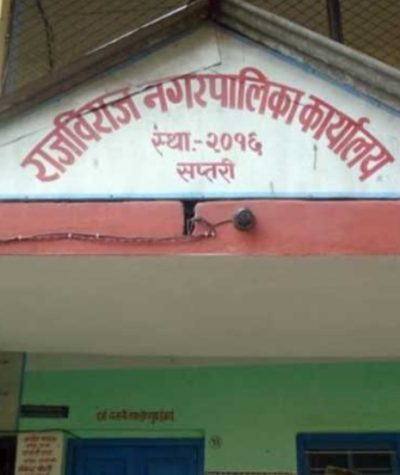 राजविराज नगरपालिका कार्यालय
स्था.-२०१६
सप्तरी